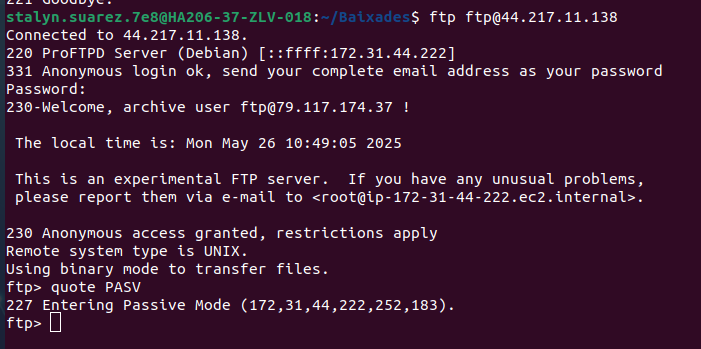 221 Goodbye.
stalyn.suarez.7e8@HA206-37-ZLV-018:~/Baixades$ ftp ftp@44.217.11.138
Connected to 44.217.11.138.
220 ProFTPD Server (Debian) [::ffff:172.31.44.222]
331 Anonymous login ok, send your complete email address as your password
Password:
230-Welcome, archive user ftp@79.117.174.37 !
The local time is: Mon May 26 10:49:05 2025
This is an experimental FTP server.  If you have any unusual problems,
please report them via e-mail to <root@ip-172-31-44-222.ec2.internal>.
230 Anonymous access granted, restrictions apply
Remote system type is UNIX.
Using binary mode to transfer files.
ftp> quote PASV
227 Entering Passive Mode (172,31,44,222,252,183).
ftp>